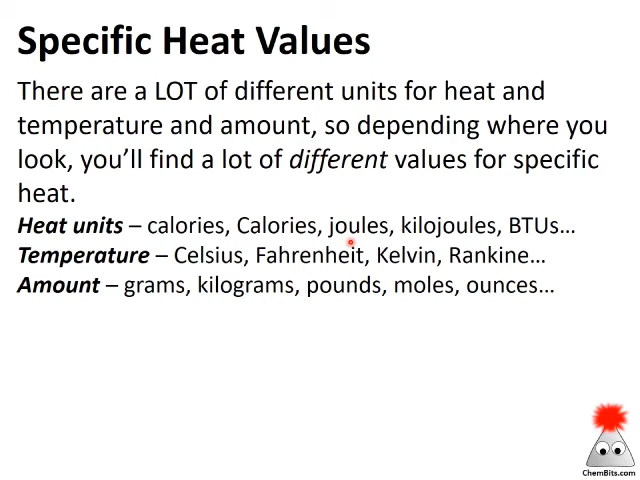 Specific Heat Values
There are a LOT of different units for heat and
temperature and amount, so depending where you
look, you’ll find a lot of different values for specific
heat.
Heat units – calories, Calories, joules, kilojoules, BTUs…
Temperature – Celsius, Fahrenheit, Kelvin, Rankine…
Amount – grams, kilograms, pounds, moles, ounces…
ChemBits.com